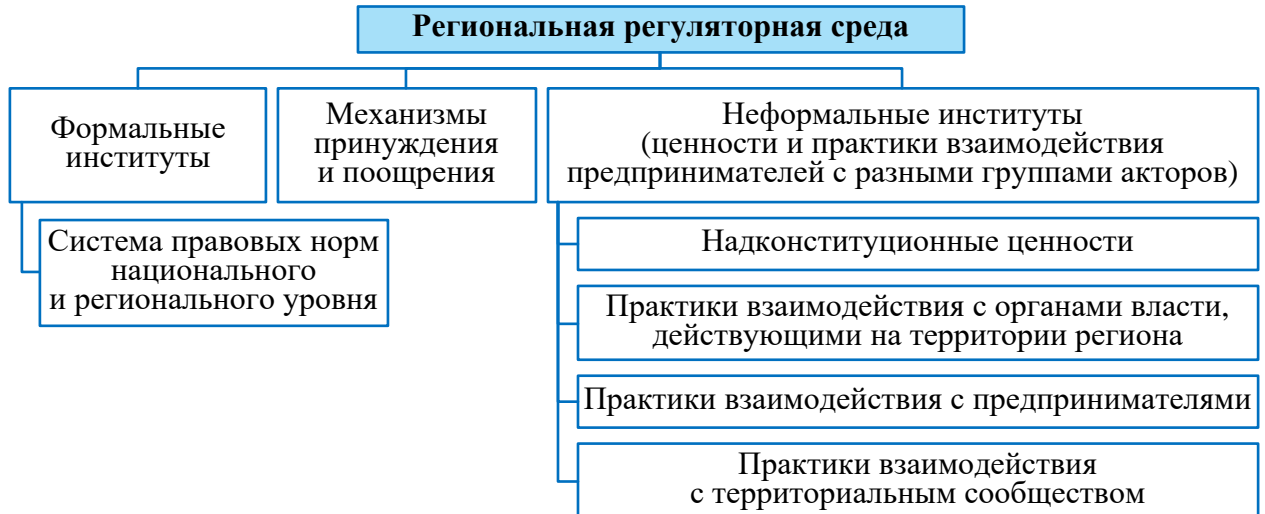 Региональная регуляторная среда
Формальные
институты
Механизмы
принуждения
и поощрения
Неформальные институты
(ценности и практики взаимодействия
предпринимателей с разными группами акторов)
Система правовых норм
национального
и регионального уровня
Надконституционные ценности
Практики взаимодействия с органами власти,
действующими на территории региона
Практики взаимодействия с предпринимателями
Практики взаимодействия
с территориальным сообществом